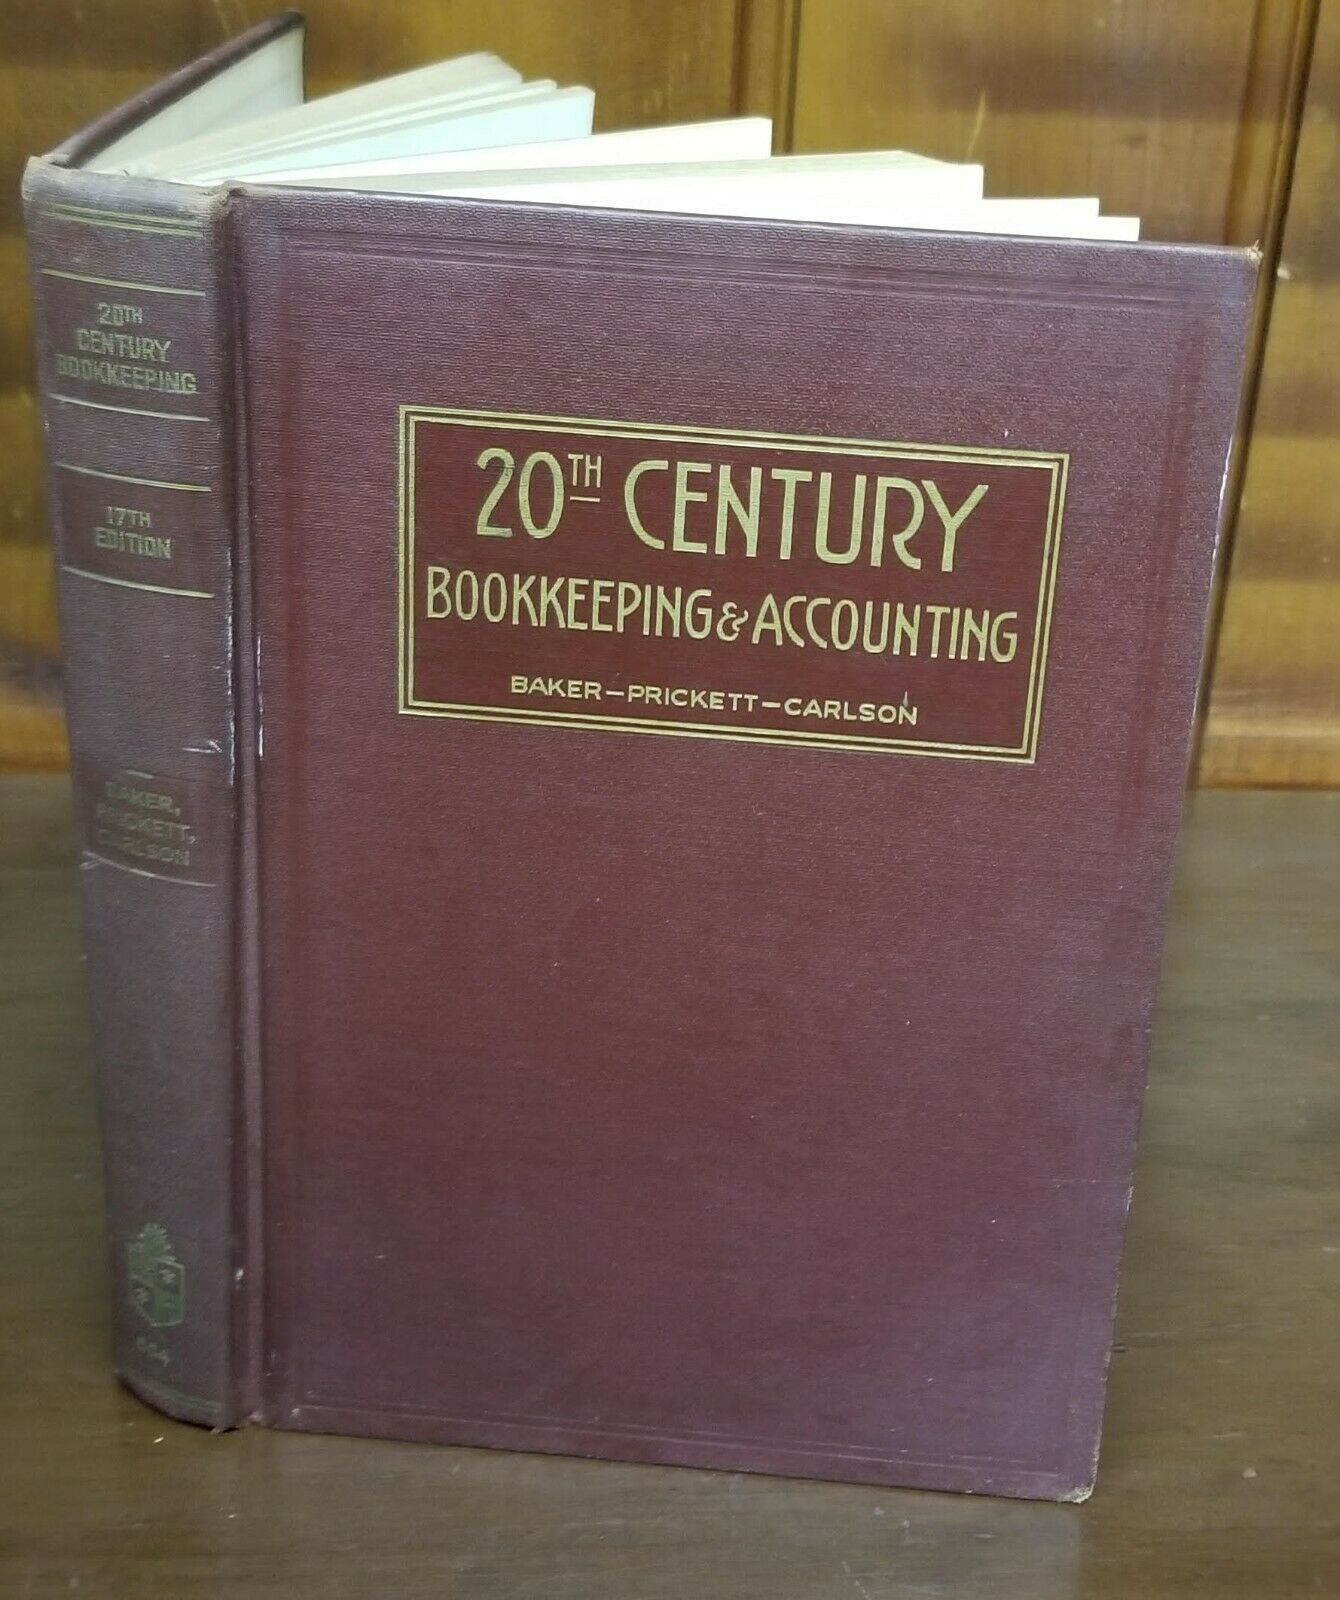 20TH
CENTURY
BOOKKEEPING
17TH
EDITION
BAKER,
PRICKETT,
CARLSON
20TH CENTURY
BOOKKEEPING & ACCOUNTING
BAKER—PRICKETT—CARLSON